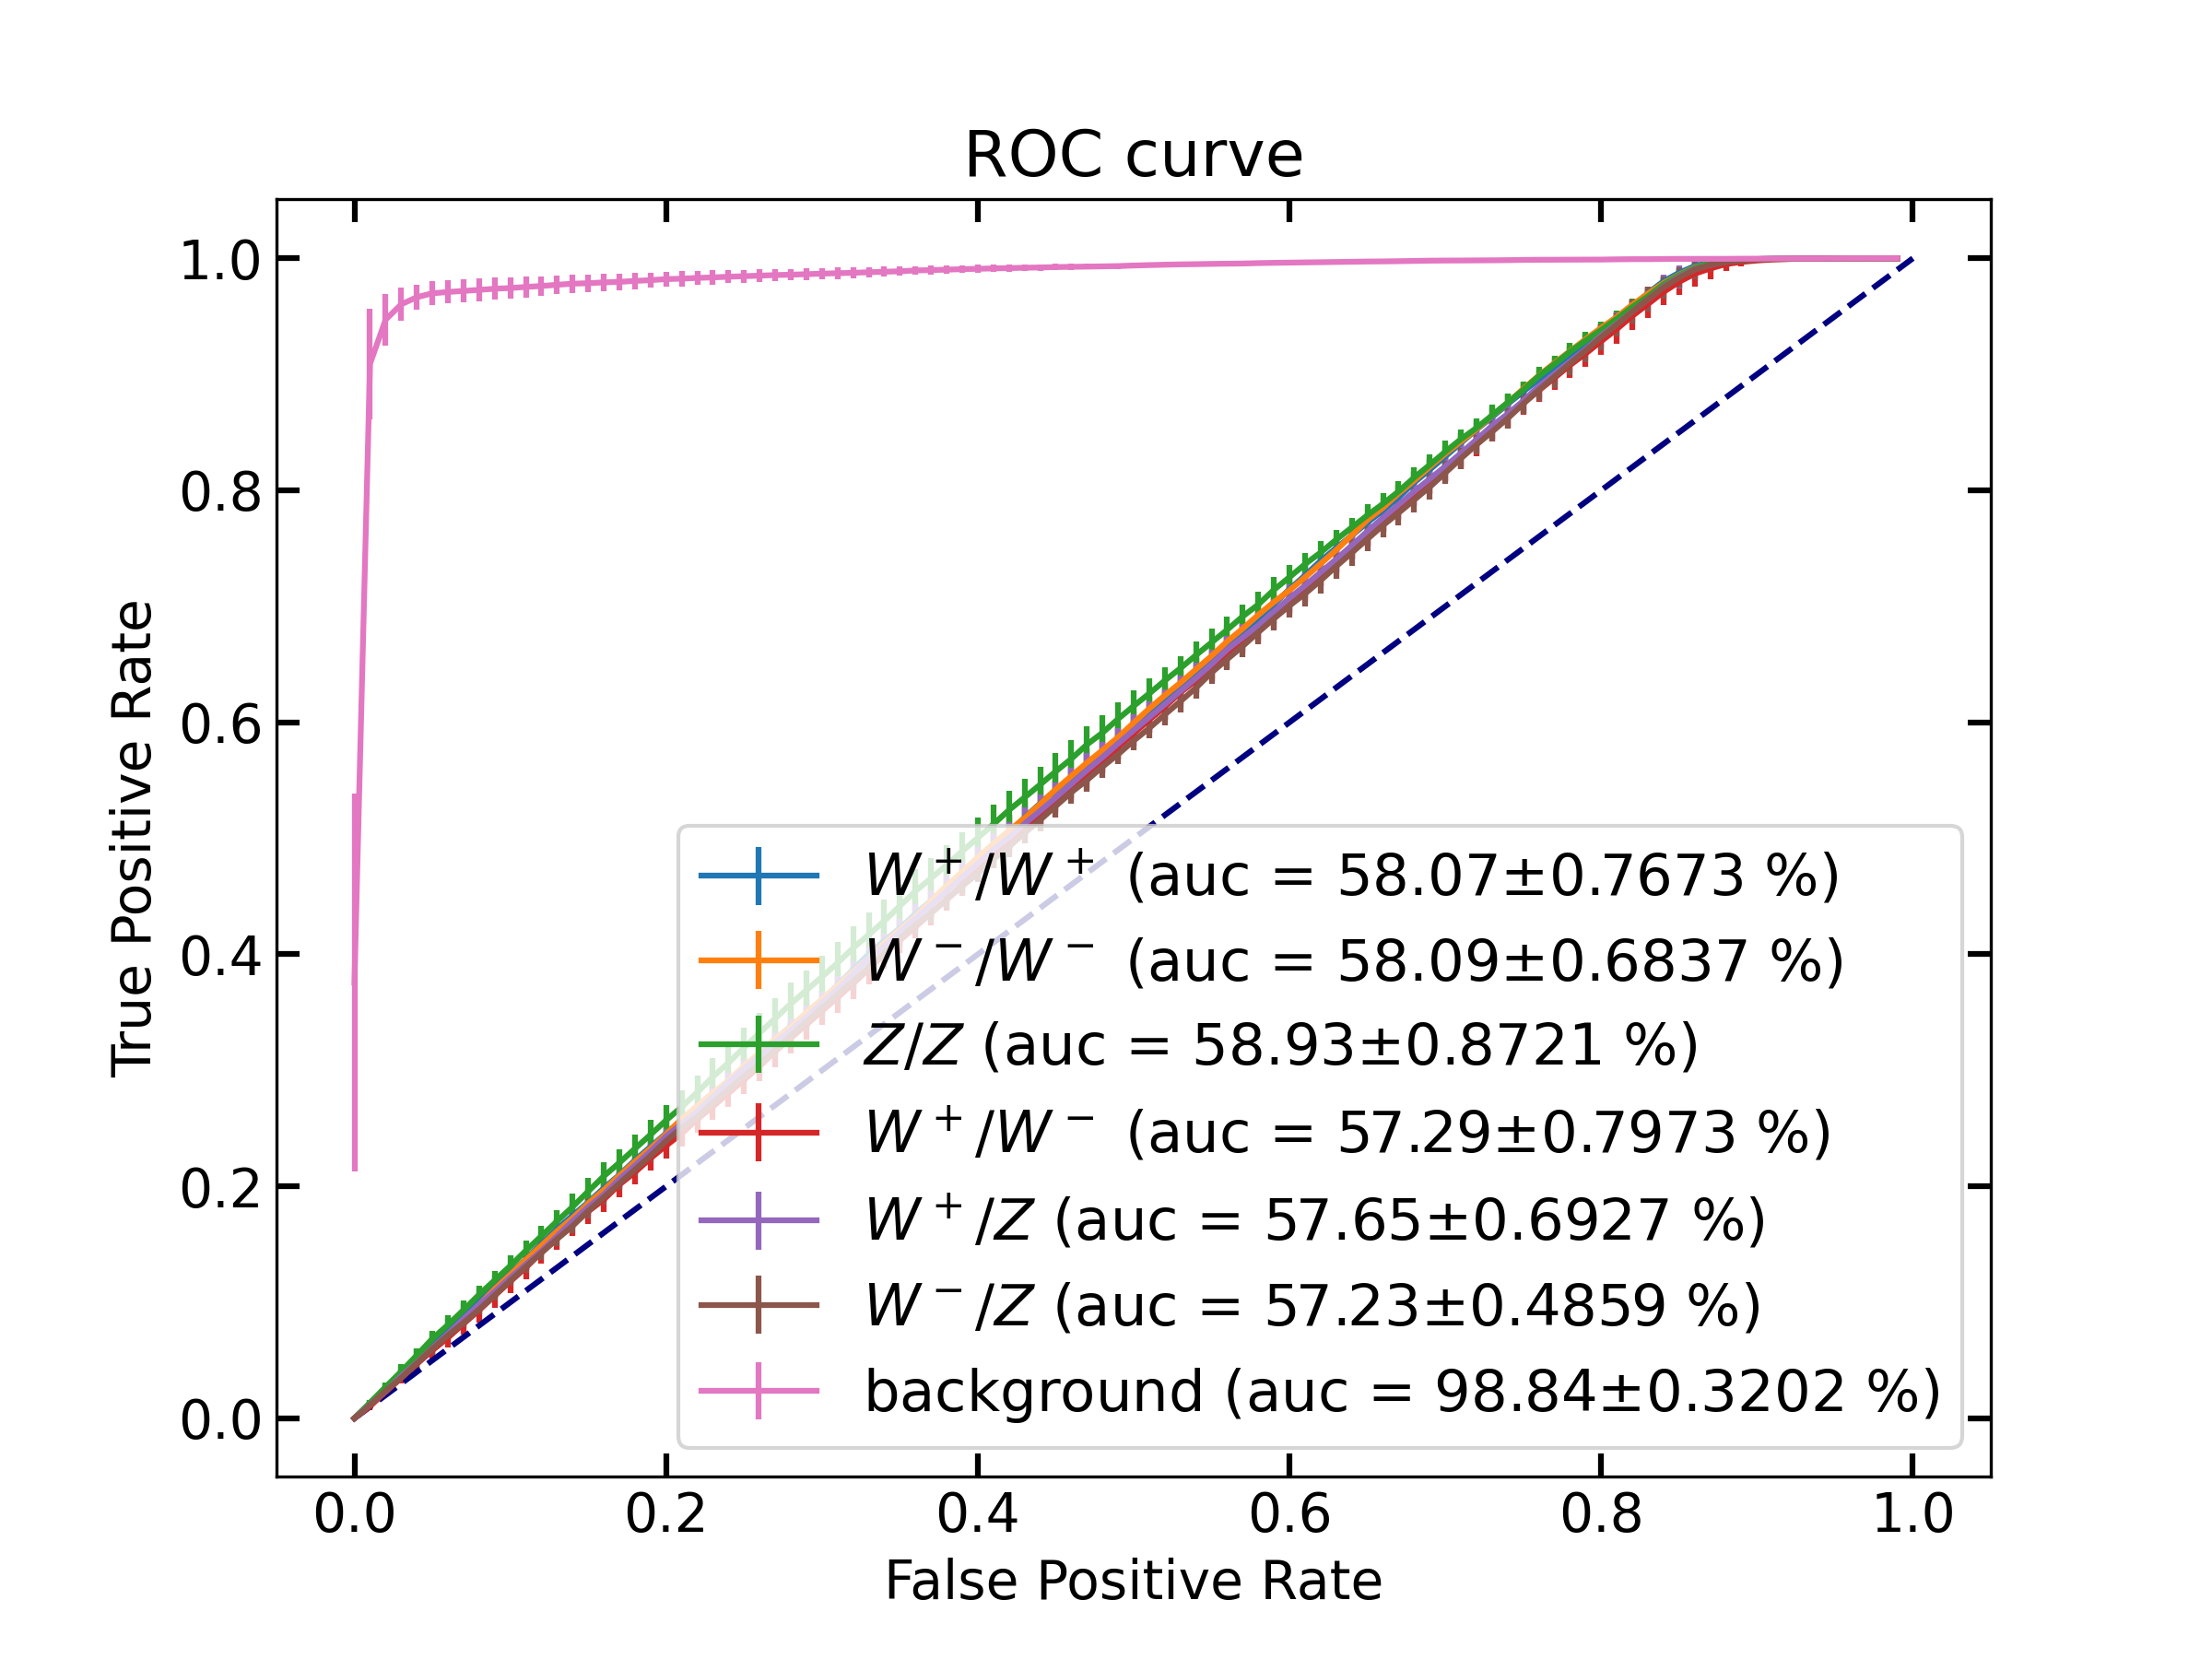 ROC curve
1.0
0.8
0.6
0.4
0.2
0.0
True Positive Rate
W⁺/W⁺ (auc = 58.07±0.7673 %)
W⁻/W⁻ (auc = 58.09±0.6837 %)
Z/Z (auc = 58.93±0.8721 %)
W⁺/W⁻ (auc = 57.29±0.7973 %)
W⁺/Z (auc = 57.65±0.6927 %)
W⁻/Z (auc = 57.23±0.4859 %)
background (auc = 98.84±0.3202 %)
0.0 0.2 0.4 0.6 0.8 1.0
False Positive Rate